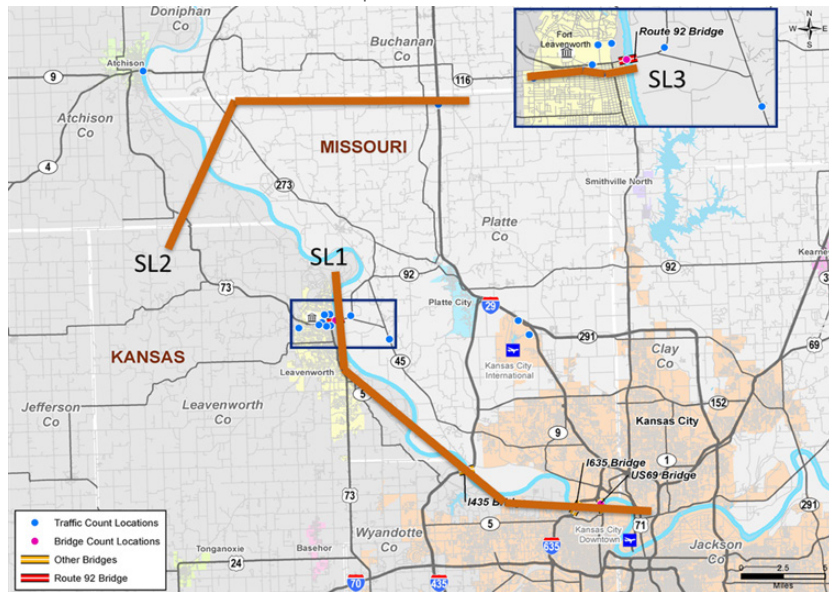 Doniphan
Co
Buchanan
Co
Atchison
9
116
Atchison
Co
MISSOURI
4
273
Fort
Leavenworth
Route 92 Bridge
SL3
N
W
E
S
Smithville North
Platte
Co
SL2
SL1
92
73
Platte City
92
Kearney
29
KANSAS
291
Kansas City
International
Clay
Co
69
45
Leavenworth
5
Jefferson
Co
Leavenworth
Co
152
9
Kansas City
1
I635 Bridge
US69 Bridge
I435 B
73
5
Kansas City
Downtown
71
291
Wyandotte
Co
635
Tonganoxie
Basehor
24
70
435
Jackson
Co
Traffic Count Locations
Bridge Count Locations
Other Bridges
Route 92 Bridge
0 2.5 5
Miles